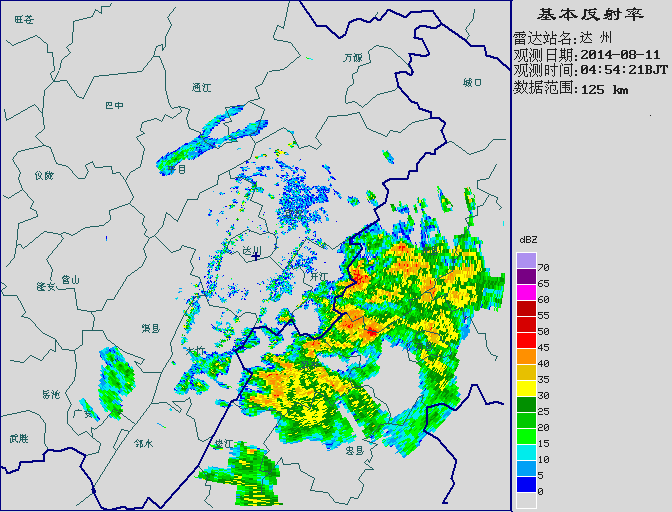 基本反射率
雷达站名:达 州
观测日期:2014-08-11
观测时间:04:54:21BJT
数据范围:125 km
旺苍
万源
城口
通江
巴中
仪陇
达川
开江
营山
蓬安
渠县
大竹
岳池
广安
武胜
邻水
垫江
忠县
dBZ
70
65
60
55
50
45
40
35
30
25
20
15
10
5
0